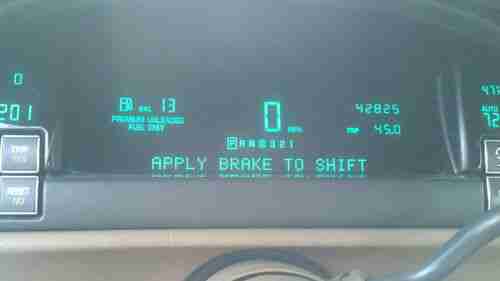 0
201
GAL 13
PREMIUM UNLEADED
FUEL ONLY
0 MPH
P R N D 3 2 1
42825
TRIP 45.0
472
AUTO
72
APPLY BRAKE TO SHIFT
RESET